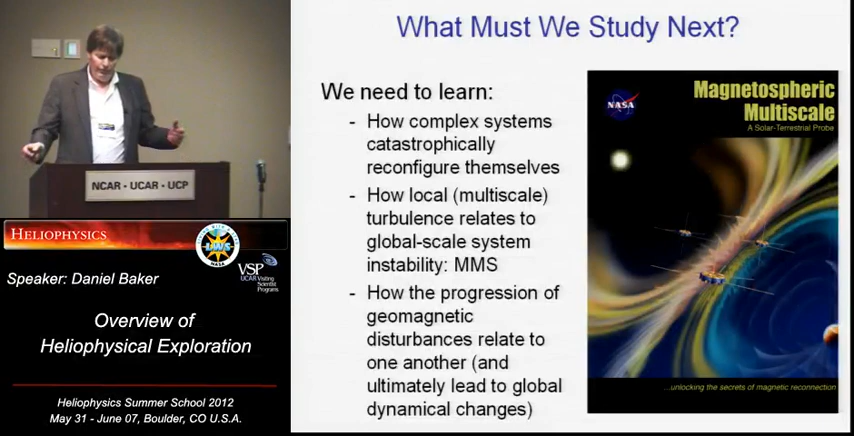 NCAR - UCAR - UCP
HELIOPHYSICS
LWS
NASA
VSP
UCAR Visiting
Scientist
Programs
Speaker: Daniel Baker
Overview of
Heliophysical Exploration
Heliophysics Summer School 2012
May 31 - June 07, Boulder, CO U.S.A.
What Must We Study Next?
We need to learn:
- How complex systems
catastrophically
reconfigure themselves
- How local (multiscale)
turbulence relates to
global-scale system
instability: MMS
- How the progression of
geomagnetic
disturbances relate to
one another (and
ultimately lead to global
dynamical changes)
NASA
Magnetospheric
Multiscale
A Solar-Terrestrial Probe
...unlocking the secrets of magnetic reconnection